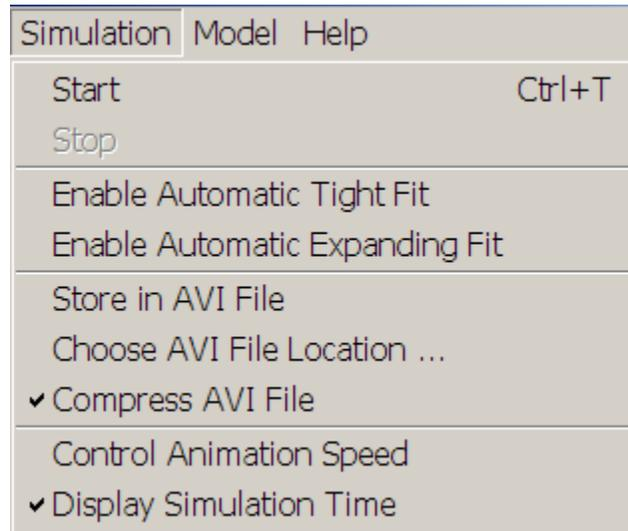 Simulation Model Help
Start Ctrl+T
Stop
Enable Automatic Tight Fit
Enable Automatic Expanding Fit
Store in AVI File
Choose AVI File Location ...
Compress AVI File
Control Animation Speed
Display Simulation Time